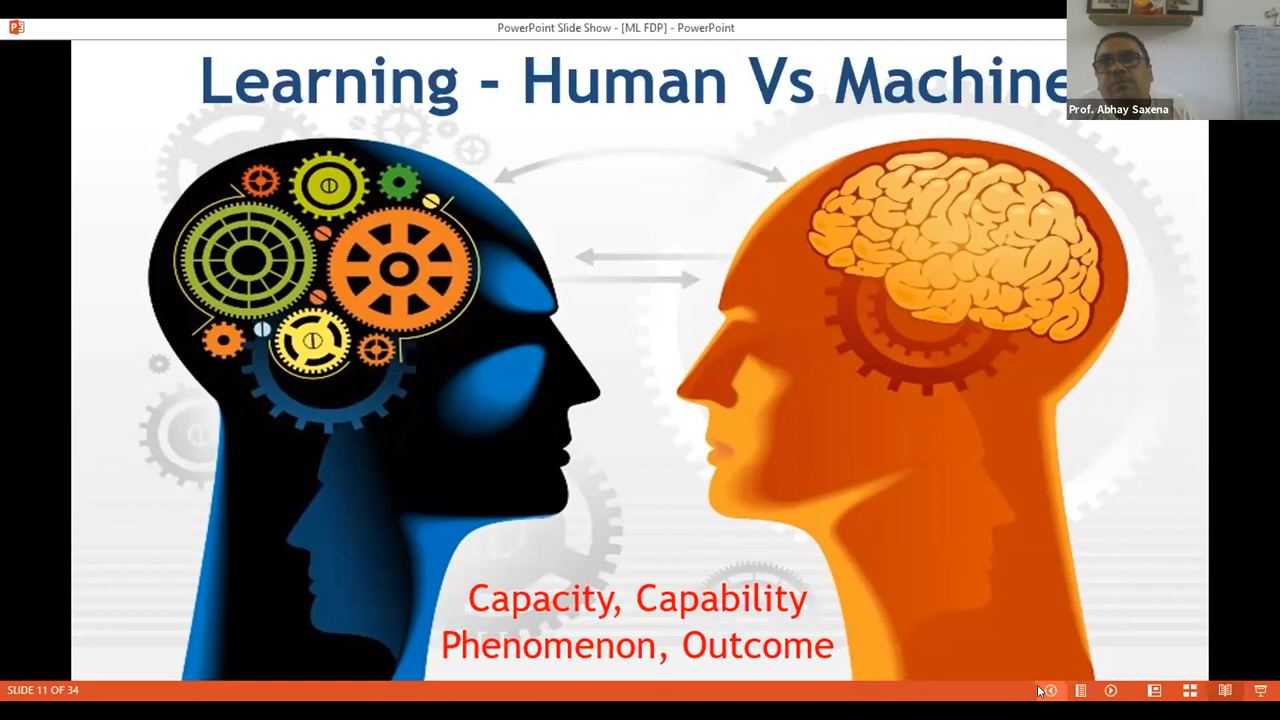 PowerPoint Slide Show - [ML FDP] - PowerPoint
Learning - Human Vs Machine
Prof. Abhay Saxena
Capacity, Capability
Phenomenon, Outcome
SLIDE 11 OF 34